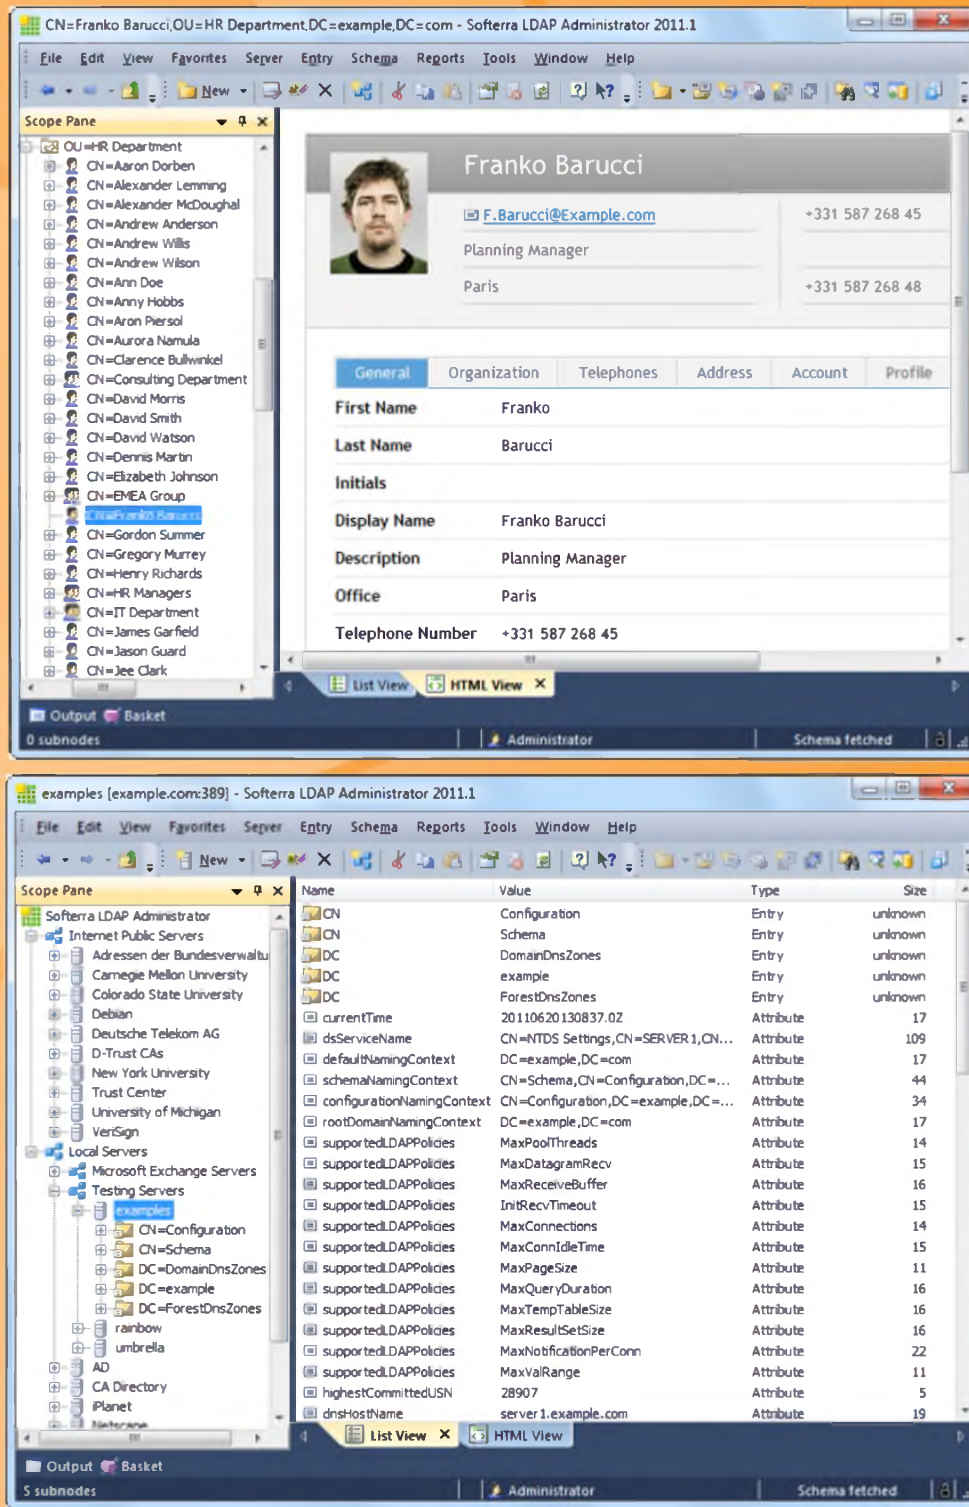 CN=Franko Barucci,OU=HR Department,DC=example,DC=com - Softerra LDAP Administrator 2011.1
File Edit View Favorites Server Entry Schema Reports Tools Window Help
New
Scope Pane
OU=HR Department
CN=Aaron Dorben
CN=Alexander Lemming
CN=Alexander McDoughal
CN=Andrew Anderson
CN=Andrew Willis
CN=Andrew Wilson
CN=Ann Doe
CN=Anny Hobbs
CN=Aron Piersol
CN=Aurora Namula
CN=Clarence Bullwinkel
CN=Consulting Department
CN=David Morris
CN=David Smith
CN=David Watson
CN=Dennis Martin
CN=Elizabeth Johnson
CN=EMEA Group
CN=Franko Barucci
CN=Gordon Summer
CN=Gregory Murrey
CN=Henry Richards
CN=HR Managers
CN=IT Department
CN=James Garfield
CN=Jason Guard
CN=Jee Clark
Franko Barucci
F.Barucci@Example.com +331 587 268 45
Planning Manager
Paris +331 587 268 48
General Organization Telephones Address Account Profile
First Name Franko
Last Name Barucci
Initials
Display Name Franko Barucci
Description Planning Manager
Office Paris
Telephone Number +331 587 268 45
List View HTML View
Output Basket
0 subnodes Administrator Schema fetched
examples [example.com:389] - Softerra LDAP Administrator 2011.1
File Edit View Favorites Server Entry Schema Reports Tools Window Help
New
Scope Pane
Softerra LDAP Administrator
Internet Public Servers
Adressen der Bundesverwaltu
Carnegie Mellon University
Colorado State University
Debian
Deutsche Telekom AG
D-Trust CAs
New York University
Trust Center
University of Michigan
VeriSign
Local Servers
Microsoft Exchange Servers
Testing Servers
examples
CN=Configuration
CN=Schema
DC=DomainDnsZones
DC=example
DC=ForestDnsZones
rainbow
umbrella
AD
CA Directory
iPlanet
Netscape
Name Value Type Size
CN Configuration Entry unknown
CN Schema Entry unknown
DC DomainDnsZones Entry unknown
DC example Entry unknown
DC ForestDnsZones Entry unknown
currentTime 20110620130837.0Z Attribute 17
dsServiceName CN=NTDS Settings,CN=SERVER1,CN... Attribute 109
defaultNamingContext DC=example,DC=com Attribute 17
schemaNamingContext CN=Schema,CN=Configuration,DC=... Attribute 44
configurationNamingContext CN=Configuration,DC=example,DC=... Attribute 34
rootDomainNamingContext DC=example,DC=com Attribute 17
supportedLDAPPolicies MaxPoolThreads Attribute 14
supportedLDAPPolicies MaxDatagramRecv Attribute 15
supportedLDAPPolicies MaxReceiveBuffer Attribute 16
supportedLDAPPolicies InitRecvTimeout Attribute 15
supportedLDAPPolicies MaxConnections Attribute 14
supportedLDAPPolicies MaxConnIdleTime Attribute 15
supportedLDAPPolicies MaxPageSize Attribute 11
supportedLDAPPolicies MaxQueryDuration Attribute 16
supportedLDAPPolicies MaxTempTableSize Attribute 16
supportedLDAPPolicies MaxResultSetSize Attribute 16
supportedLDAPPolicies MaxNotificationPerConn Attribute 22
supportedLDAPPolicies MaxValRange Attribute 11
highestCommittedUSN 28907 Attribute 5
dnsHostName server1.example.com Attribute 19
List View HTML View
Output Basket
5 subnodes Administrator Schema fetched